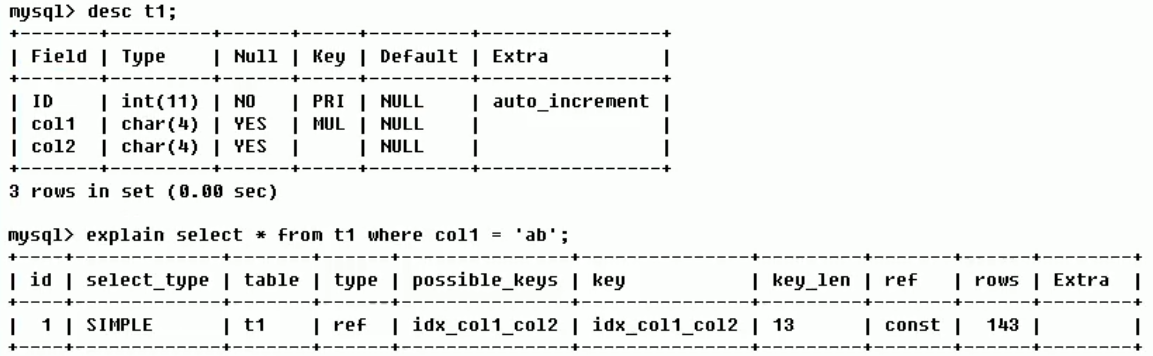 mysql> desc t1;
+-------+---------+------+-----+---------+----------------+
| Field | Type    | Null | Key | Default | Extra          |
+-------+---------+------+-----+---------+----------------+
| ID    | int(11) | NO   | PRI | NULL    | auto_increment |
| col1  | char(4) | YES  | MUL | NULL    |                |
| col2  | char(4) | YES  |     | NULL    |                |
+-------+---------+------+-----+---------+----------------+
3 rows in set (0.00 sec)
mysql> explain select * from t1 where col1 = 'ab';
+----+-------------+-------+------+---------------+---------------+---------+-------+------+-------+
| id | select_type | table | type | possible_keys | key           | key_len | ref   | rows | Extra |
+----+-------------+-------+------+---------------+---------------+---------+-------+------+-------+
|  1 | SIMPLE      | t1    | ref  | idx_col1_col2 | idx_col1_col2 | 13      | const |  143 |       |
+----+-------------+-------+------+---------------+---------------+---------+-------+------+-------+